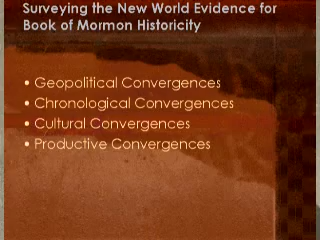 Surveying the New World Evidence for
Book of Mormon Historicity
• Geopolitical Convergences
• Chronological Convergences
• Cultural Convergences
• Productive Convergences